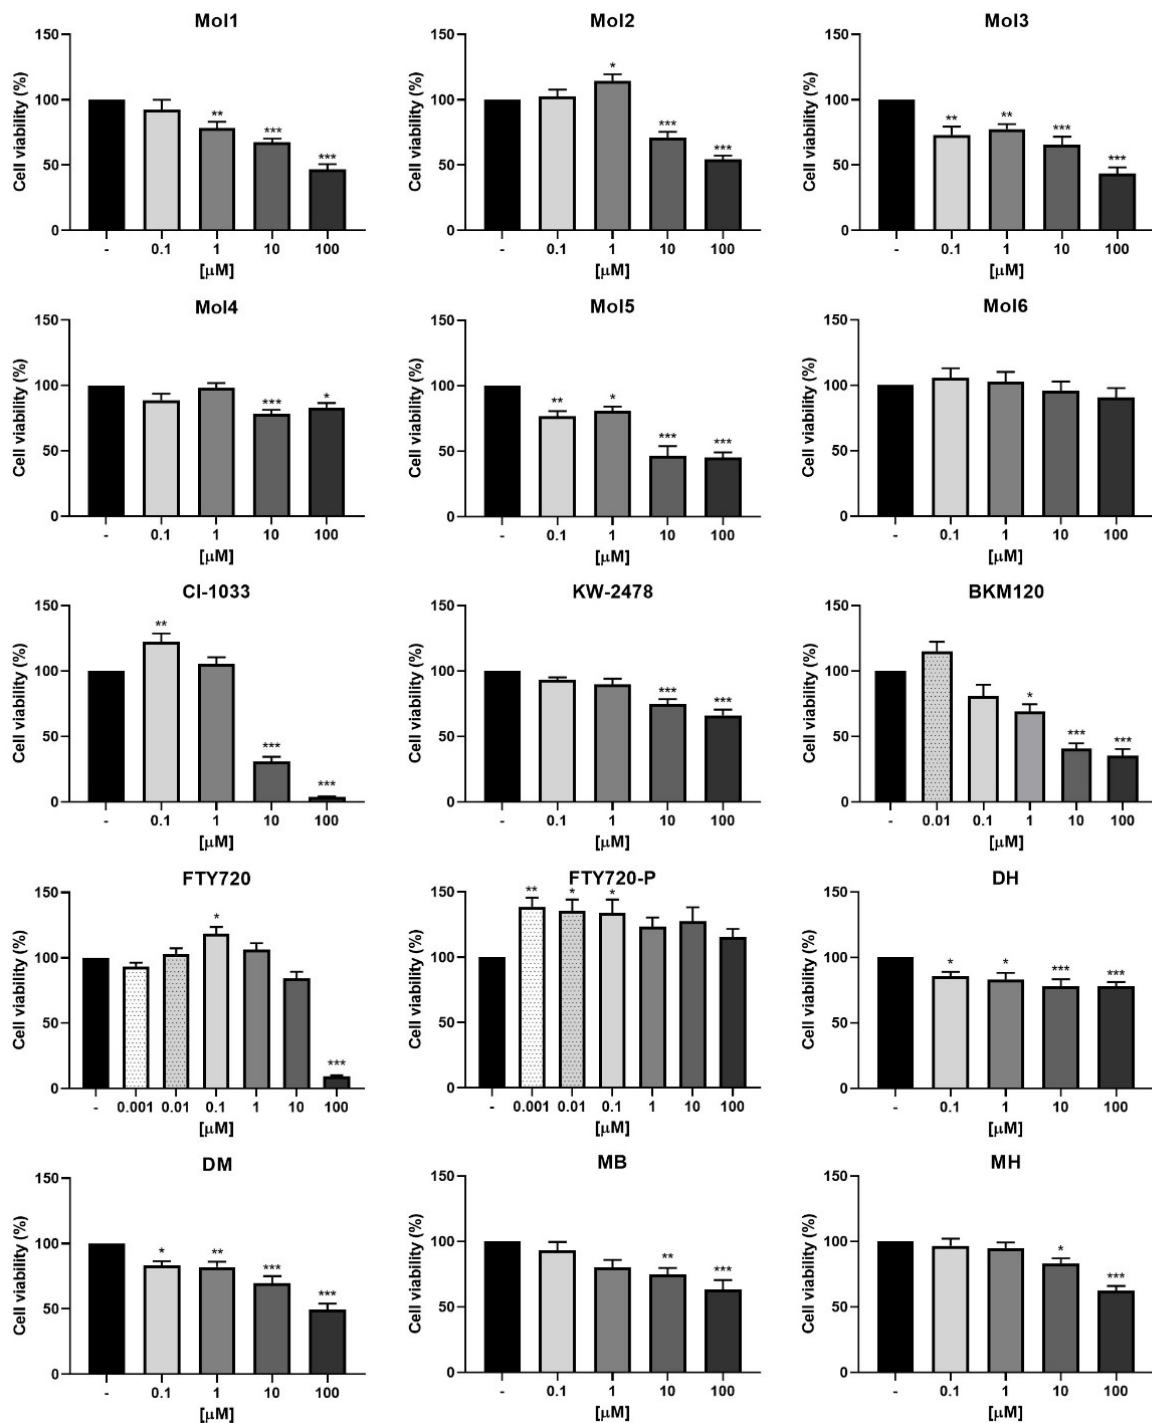 Mol1
Cell viability (%)
150
**
***
***
100
50
0
- 0.1 1 10 100
[μM]
Mol2
Cell viability (%)
150
*
***
***
100
50
0
- 0.1 1 10 100
[μM]
Mol3
Cell viability (%)
150
** ** ***
***
100
50
0
- 0.1 1 10 100
[μM]
Mol4
Cell viability (%)
150
*** *
100
50
0
- 0.1 1 10 100
[μM]
Mol5
Cell viability (%)
150
** *
*** ***
100
50
0
- 0.1 1 10 100
[μM]
Mol6
Cell viability (%)
150
100
50
0
- 0.1 1 10 100
[μM]
CI-1033
Cell viability (%)
150
**
***
***
100
50
0
- 0.1 1 10 100
[μM]
KW-2478
Cell viability (%)
150
*** ***
100
50
0
- 0.1 1 10 100
[μM]
BKM120
Cell viability (%)
150
*
*** ***
100
50
0
- 0.01 0.1 1 10 100
[μM]
FTY720
Cell viability (%)
150
*
***
100
50
0
- 0.001 0.01 0.1 1 10 100
[μM]
FTY720-P
Cell viability (%)
150
** * *
100
50
0
- 0.001 0.01 0.1 1 10 100
[μM]
DH
Cell viability (%)
150
* * *** ***
100
50
0
- 0.1 1 10 100
[μM]
DM
Cell viability (%)
150
* ** ***
***
100
50
0
- 0.1 1 10 100
[μM]
MB
Cell viability (%)
150
** ***
100
50
0
- 0.1 1 10 100
[μM]
MH
Cell viability (%)
150
*
***
100
50
0
- 0.1 1 10 100
[μM]